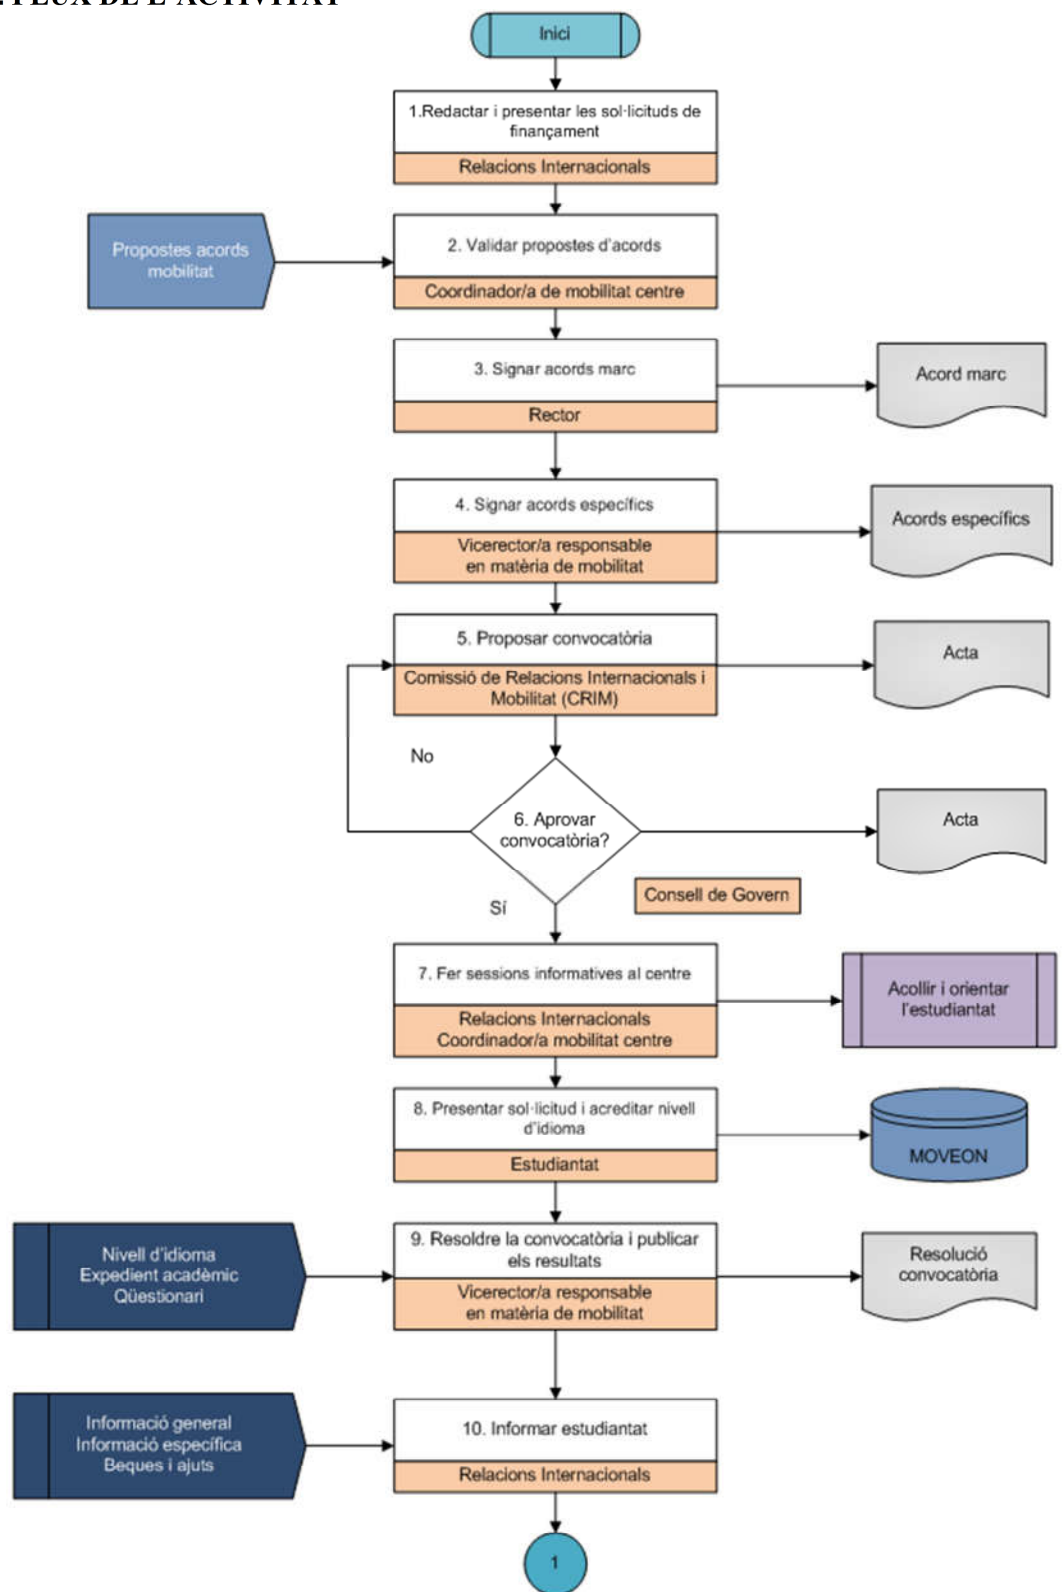 DE L'ACTIVITAT
Inici
1.Redactar i presentar les sol·licituds de
finançament
Relacions Internacionals
Propostes acords
mobilitat
2. Validar propostes d'acords
Coordinador/a de mobilitat centre
3. Signar acords marc
Rector
Acord marc
4. Signar acords específics
Vicerector/a responsable
en matèria de mobilitat
Acords específics
5. Proposar convocatòria
Comissió de Relacions Internacionals i
Mobilitat (CRIM)
Acta
No
6. Aprovar
convocatòria?
Acta
Consell de Govern
Sí
7. Fer sessions informatives al centre
Relacions Internacionals
Coordinador/a mobilitat centre
Acollir i orientar
l'estudiantat
8. Presentar sol·licitud i acreditar nivell
d'idioma
Estudiantat
MOVEON
Nivell d'idioma
Expedient acadèmic
Qüestionari
9. Resoldre la convocatòria i publicar
els resultats
Vicerector/a responsable
en matèria de mobilitat
Resolució
convocatòria
Informació general
Informació específica
Beques i ajuts
10. Informar estudiantat
Relacions Internacionals
1